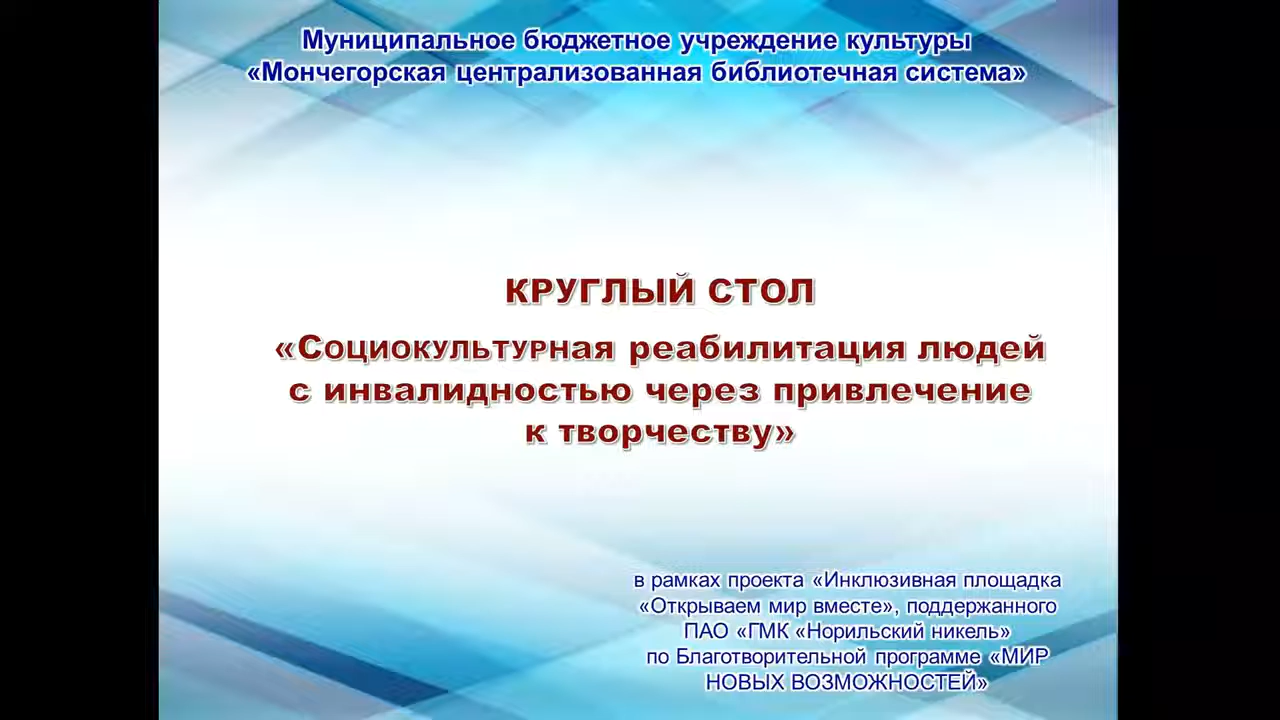 Муниципальное бюджетное учреждение культуры
«Мончегорская централизованная библиотечная система»
КРУГЛЫЙ СТОЛ
«Социокультурная реабилитация людей
с инвалидностью через привлечение
к творчеству»
в рамках проекта «Инклюзивная площадка
«Открываем мир вместе», поддержанного
ПАО «ГМК «Норильский никель»
по Благотворительной программе «МИР
НОВЫХ ВОЗМОЖНОСТЕЙ»